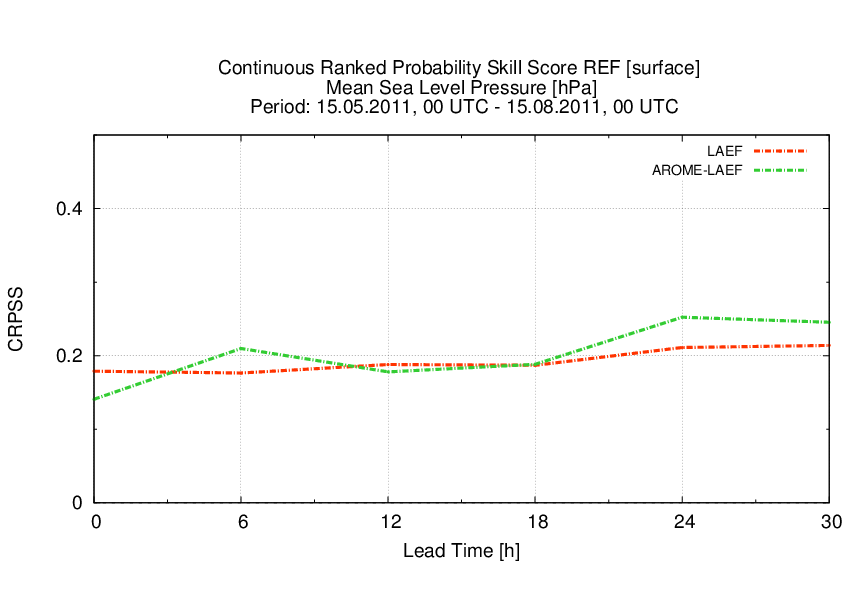 Continuous Ranked Probability Skill Score REF [surface]
Mean Sea Level Pressure [hPa]
Period: 15.05.2011, 00 UTC - 15.08.2011, 00 UTC
LAEF
AROME-LAEF
0.4
CRPSS
0.2
0
0 6 12 18 24 30
Lead Time [h]